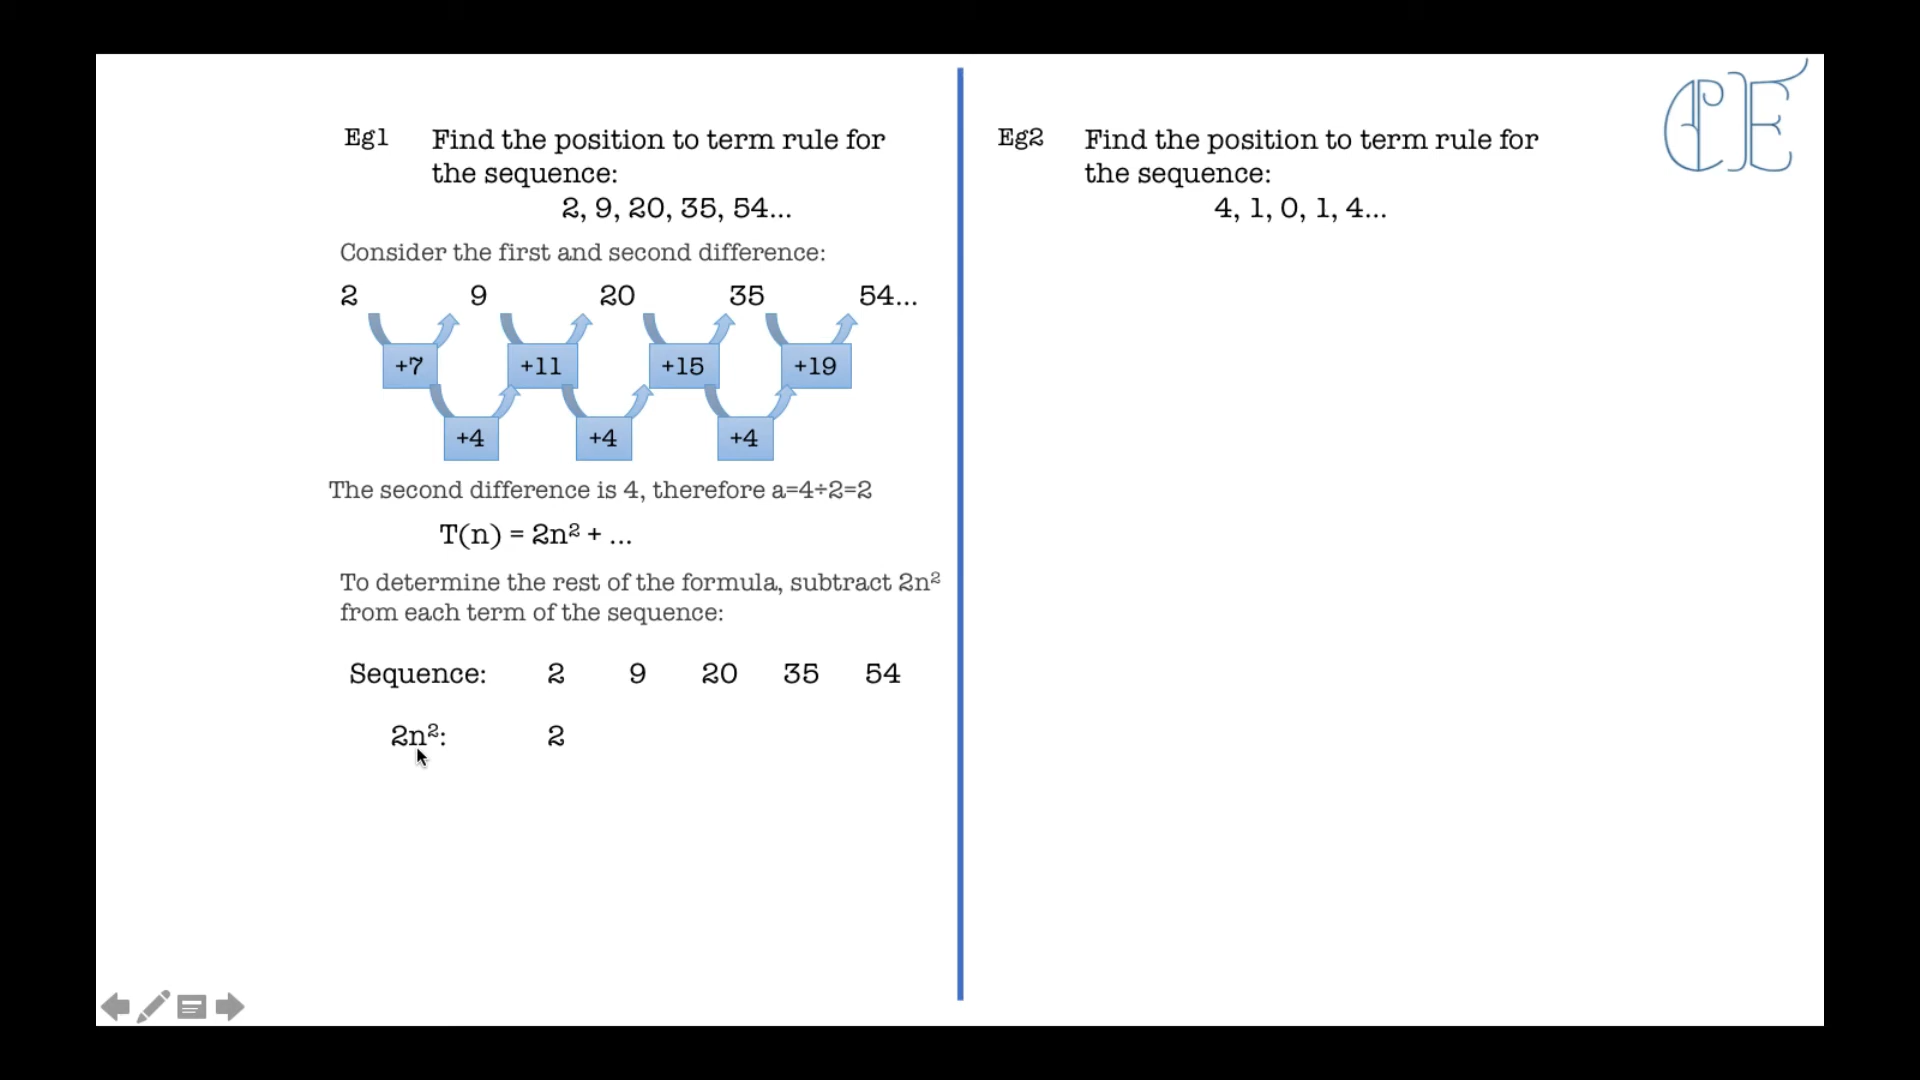 Eg1 Find the position to term rule for
the sequence:
2, 9, 20, 35, 54...
Consider the first and second difference:
2 9 20 35 54...
+7 +11 +15 +19
+4 +4 +4
The second difference is 4, therefore a=4÷2=2
T(n) = 2n² + ...
To determine the rest of the formula, subtract 2n²
from each term of the sequence:
Sequence: 2 9 20 35 54
2n²: 2
Eg2 Find the position to term rule for
the sequence:
4, 1, 0, 1, 4...
CE